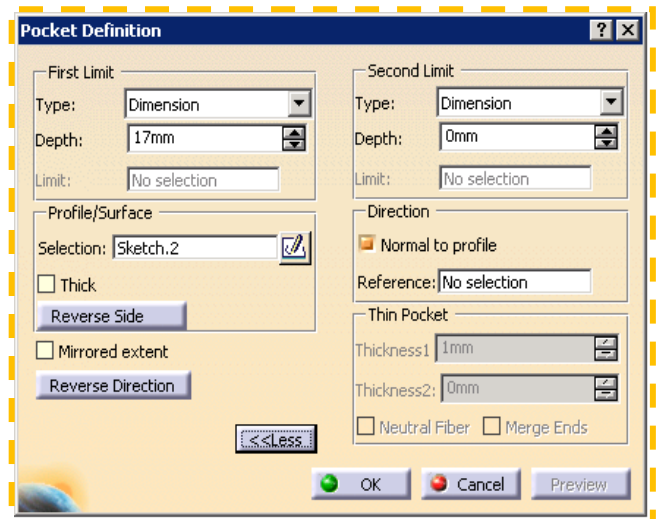 Pocket Definition
First Limit
Type: Dimension
Depth: 17mm
Limit: No selection
Profile/Surface
Selection: Sketch.2
Thick
Reverse Side
Mirrored extent
Reverse Direction
<<Less
Second Limit
Type: Dimension
Depth: 0mm
Limit: No selection
Direction
Normal to profile
Reference: No selection
Thin Pocket
Thickness1 1mm
Thickness2: 0mm
Neutral Fiber Merge Ends
OK Cancel Preview